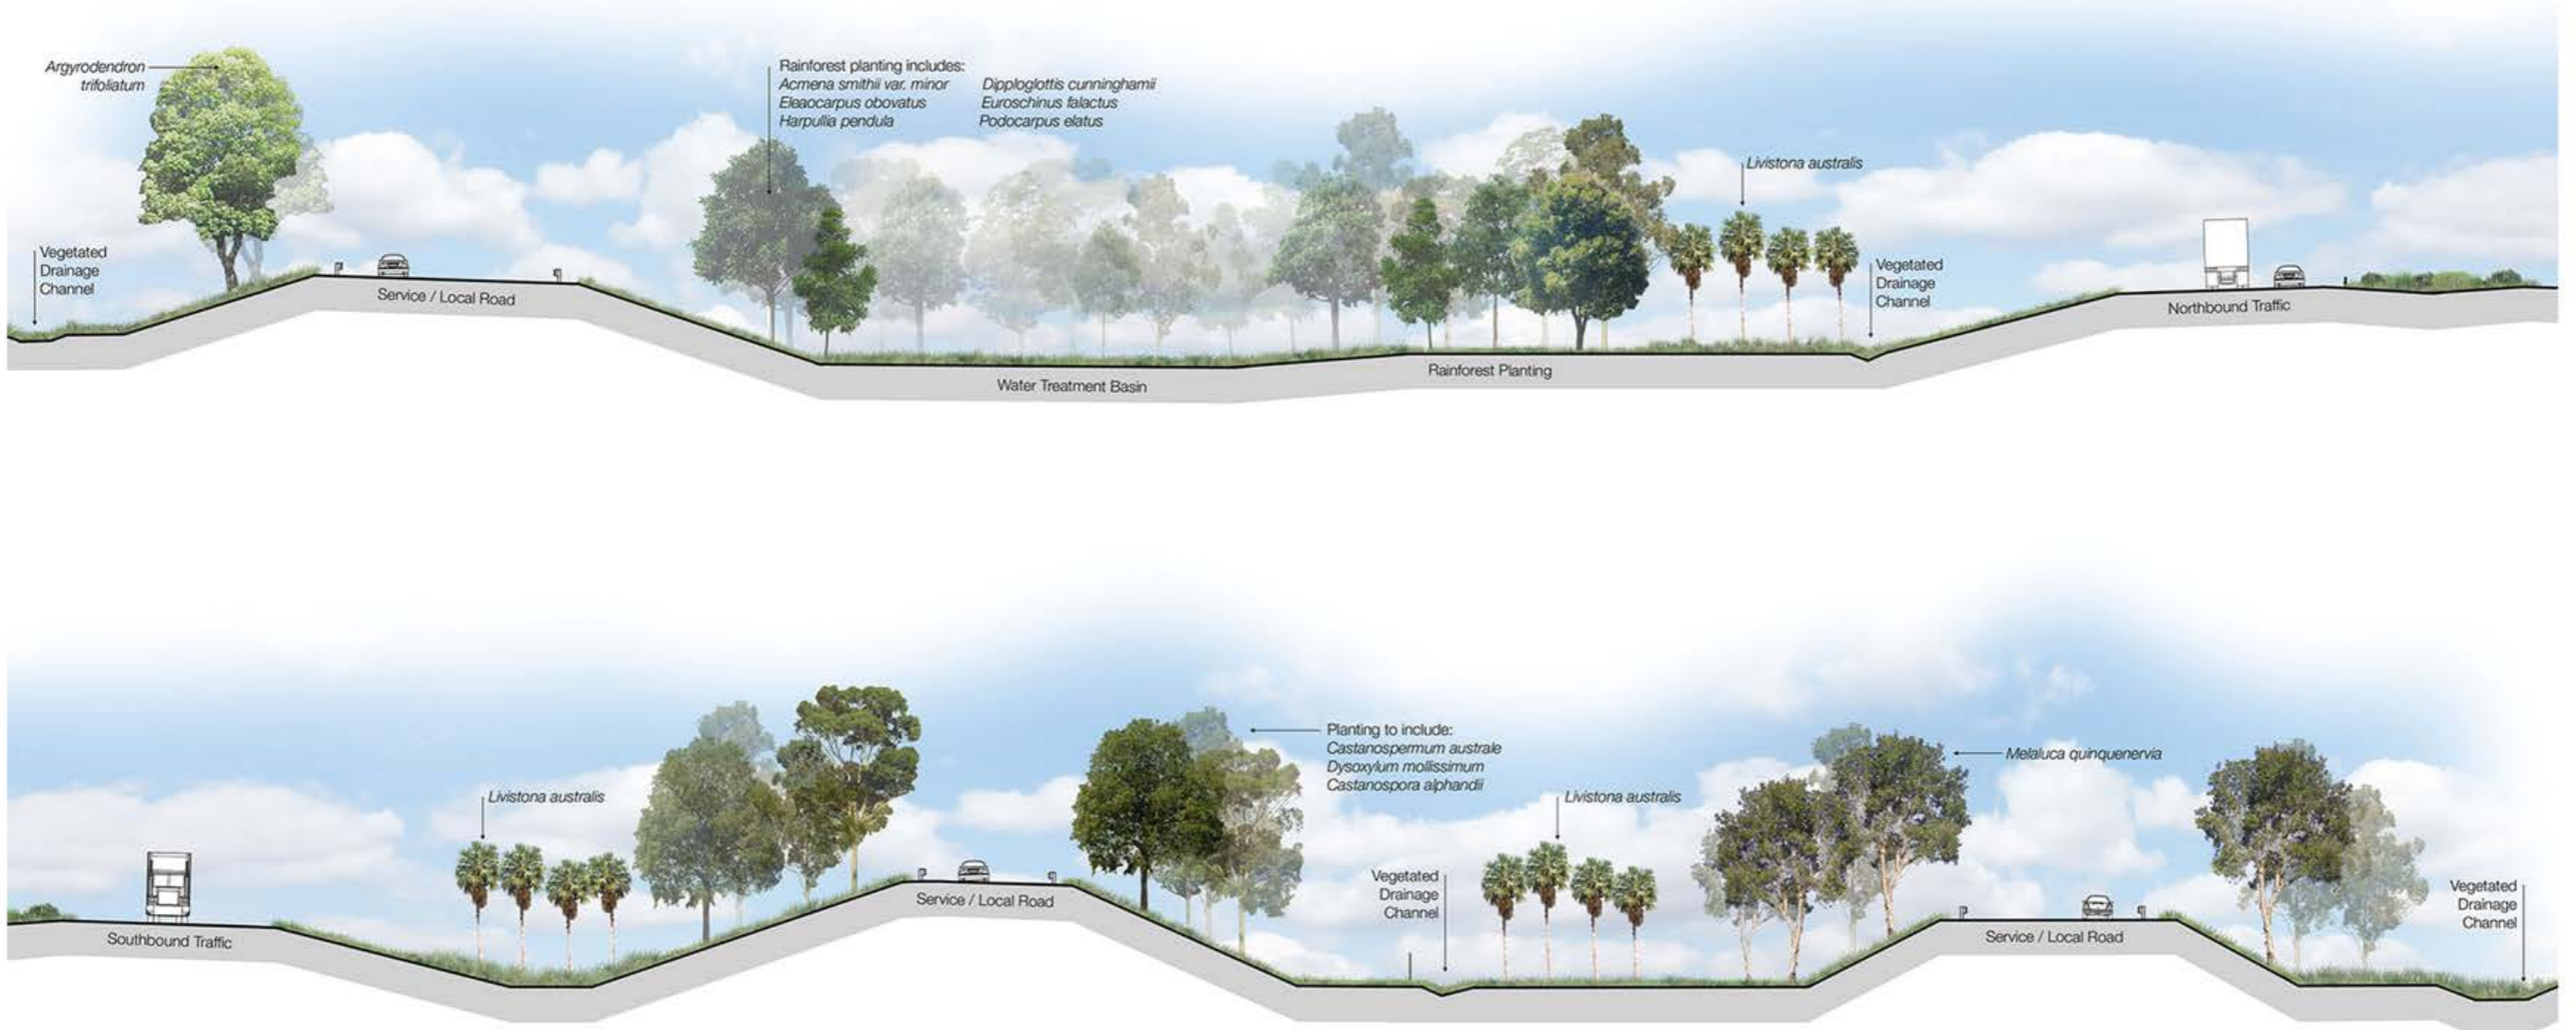 Argyrodendron
trifoliatum
Rainforest planting includes:
Acmena smithii var. minor
Eleaocarpus obovatus
Harpullia pendula
Dipploglottis cunninghamii
Euroschinus falactus
Podocarpus elatus
Livistona australis
Vegetated
Drainage
Channel
Service / Local Road
Water Treatment Basin
Rainforest Planting
Vegetated
Drainage
Channel
Northbound Traffic
Southbound Traffic
Livistona australis
Service / Local Road
Planting to include:
Castanospermum australe
Dysoxylum mollissimum
Castanospora alphandii
Vegetated
Drainage
Channel
Livistona australis
Melaluca quinquenervia
Service / Local Road
Vegetated
Drainage
Channel